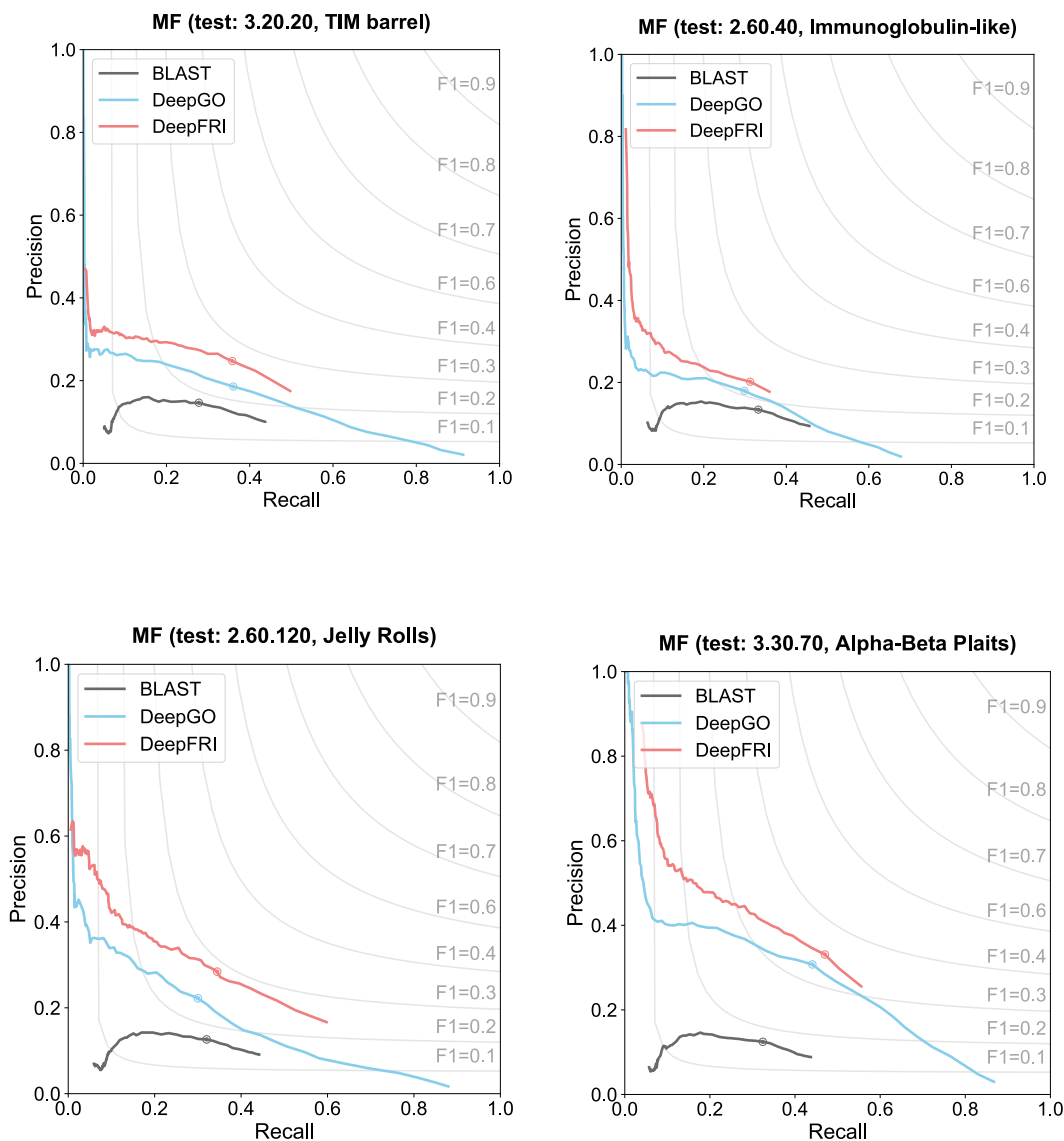 MF (test: 3.20.20, TIM barrel)
1.0
0.8
0.6
0.4
0.2
0.0
Precision
BLAST
DeepGO
DeepFRI
F1=0.9
F1=0.8
F1=0.7
F1=0.6
F1=0.4
F1=0.3
F1=0.2
F1=0.1
0.0 0.2 0.4 0.6 0.8 1.0
Recall
MF (test: 2.60.40, Immunoglobulin-like)
1.0
0.8
0.6
0.4
0.2
0.0
Precision
BLAST
DeepGO
DeepFRI
F1=0.9
F1=0.8
F1=0.7
F1=0.6
F1=0.4
F1=0.3
F1=0.2
F1=0.1
0.0 0.2 0.4 0.6 0.8 1.0
Recall
MF (test: 2.60.120, Jelly Rolls)
1.0
0.8
0.6
0.4
0.2
0.0
Precision
BLAST
DeepGO
DeepFRI
F1=0.9
F1=0.8
F1=0.7
F1=0.6
F1=0.4
F1=0.3
F1=0.2
F1=0.1
0.0 0.2 0.4 0.6 0.8 1.0
Recall
MF (test: 3.30.70, Alpha-Beta Plaits)
1.0
0.8
0.6
0.4
0.2
0.0
Precision
BLAST
DeepGO
DeepFRI
F1=0.9
F1=0.8
F1=0.7
F1=0.6
F1=0.4
F1=0.3
F1=0.2
F1=0.1
0.0 0.2 0.4 0.6 0.8 1.0
Recall